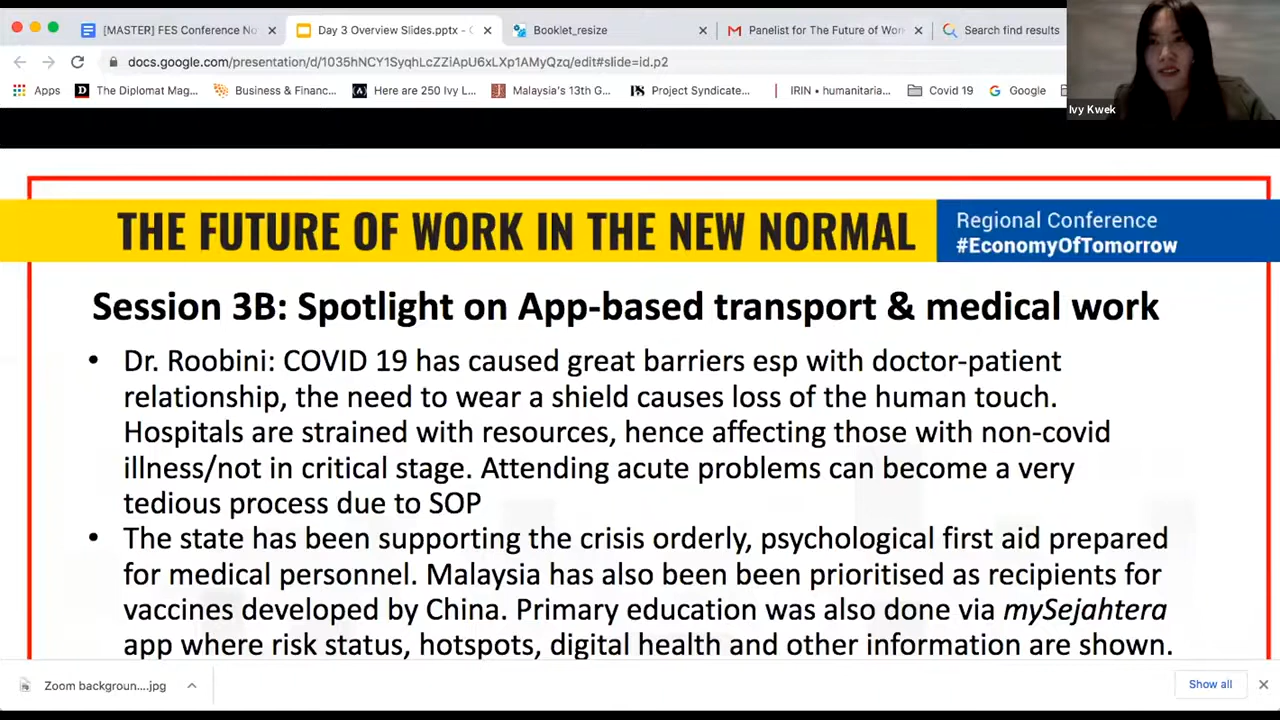 [MASTER] FES Conference No
Day 3 Overview Slides.pptx - G
Booklet_resize
Panelist for The Future of Wor
Search find results
docs.google.com/presentation/d/1035hNCY1SyqhLcZZiApU6xLXp1AMyQzq/edit#slide=id.p2
Apps
The Diplomat Mag...
Business & Financ...
Here are 250 Ivy L...
Malaysia's 13th G...
Project Syndicate...
IRIN • humanitaria...
Covid 19
Google
Ivy Kwek
THE FUTURE OF WORK IN THE NEW NORMAL
Regional Conference
#EconomyOfTomorrow
Session 3B: Spotlight on App-based transport & medical work
• Dr. Roobini: COVID 19 has caused great barriers esp with doctor-patient
relationship, the need to wear a shield causes loss of the human touch.
Hospitals are strained with resources, hence affecting those with non-covid
illness/not in critical stage. Attending acute problems can become a very
tedious process due to SOP
• The state has been supporting the crisis orderly, psychological first aid prepared
for medical personnel. Malaysia has also been been prioritised as recipients for
vaccines developed by China. Primary education was also done via mySejahtera
app where risk status, hotspots, digital health and other information are shown.
Zoom backgroun....jpg
Show all